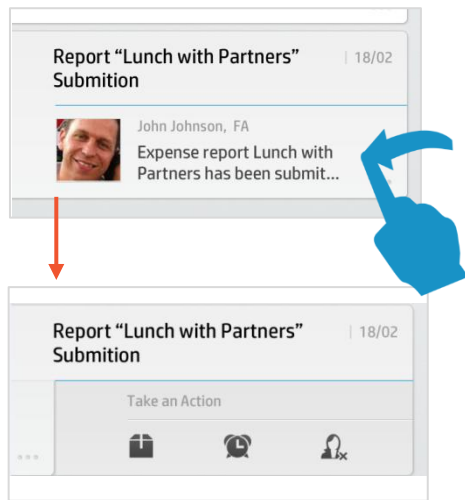 Report “Lunch with Partners”
Submition
| 18/02
John Johnson, FA
Expense report Lunch with
Partners has been submit...
Report “Lunch with Partners”
Submition
| 18/02
Take an Action
...